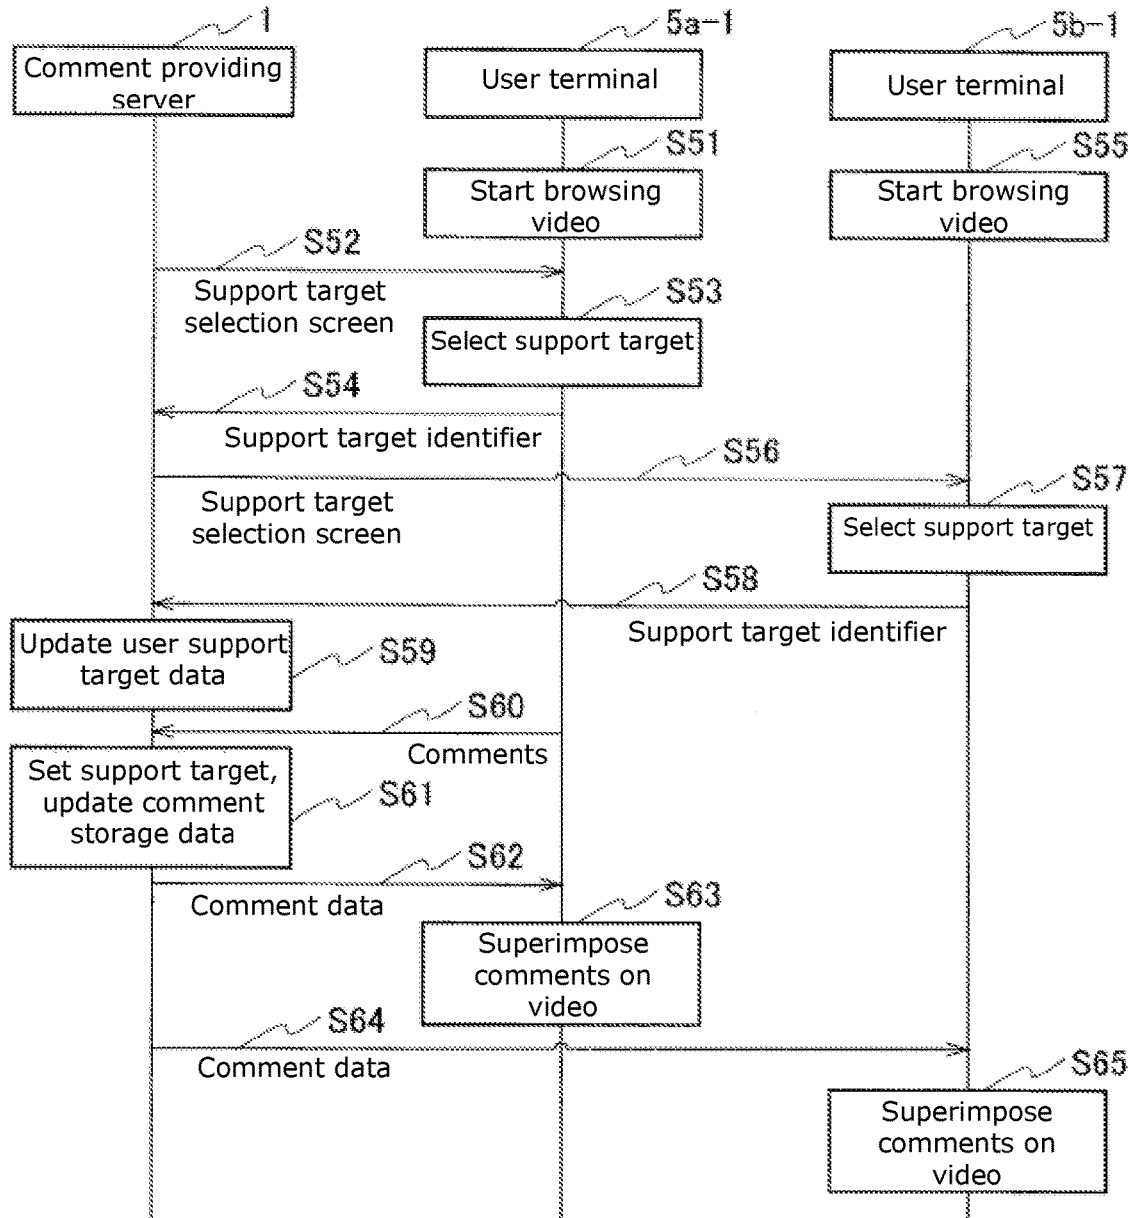 1
5a-1
5b-1
Comment providing
server
User terminal
User terminal
S51
S55
Start browsing
video
Start browsing
video
S52
Support target
selection screen
S53
Select support target
S54
Support target identifier
S56
Support target
selection screen
S57
Select support target
S58
Support target identifier
Update user support
target data
S59
S60
Comments
Set support target,
update comment
storage data
S61
S62
Comment data
S63
Superimpose
comments on
video
S64
Comment data
S65
Superimpose
comments on
video